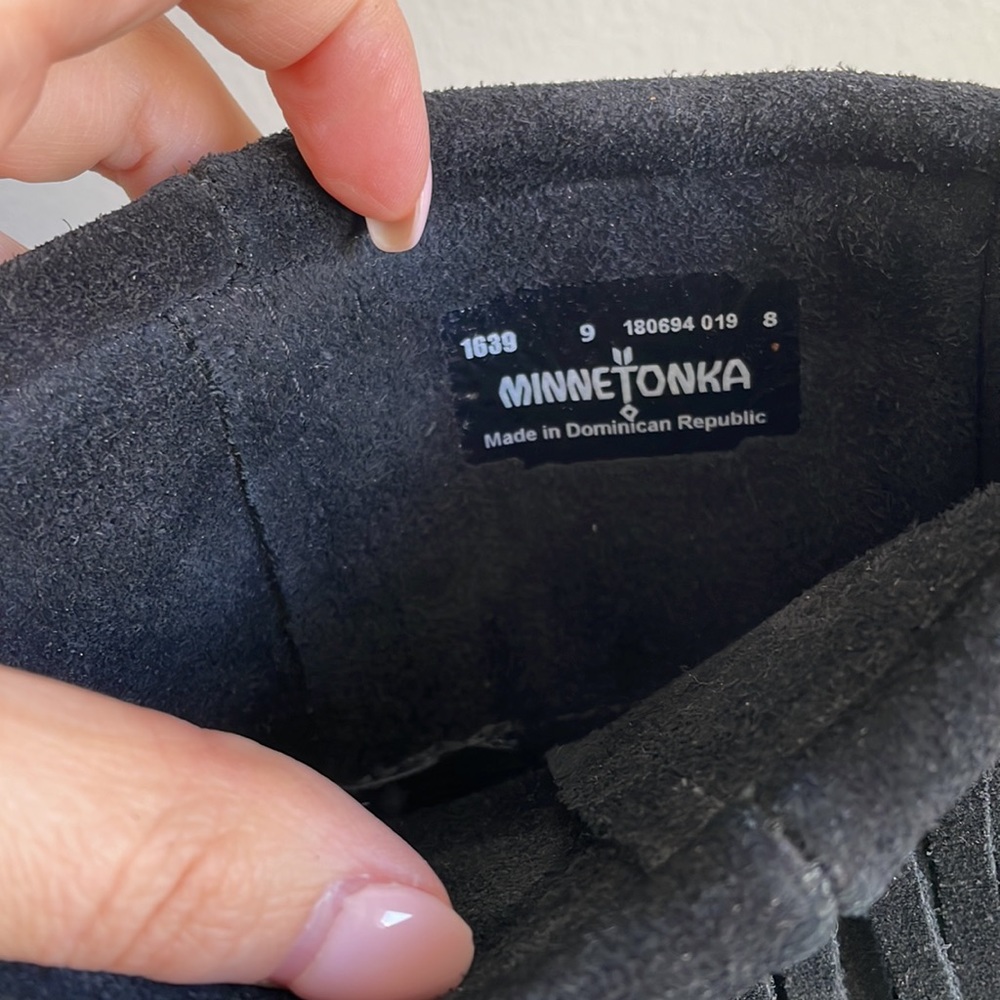 1639 9 180694 019 8
MINNETONKA
Made in Dominican Republic